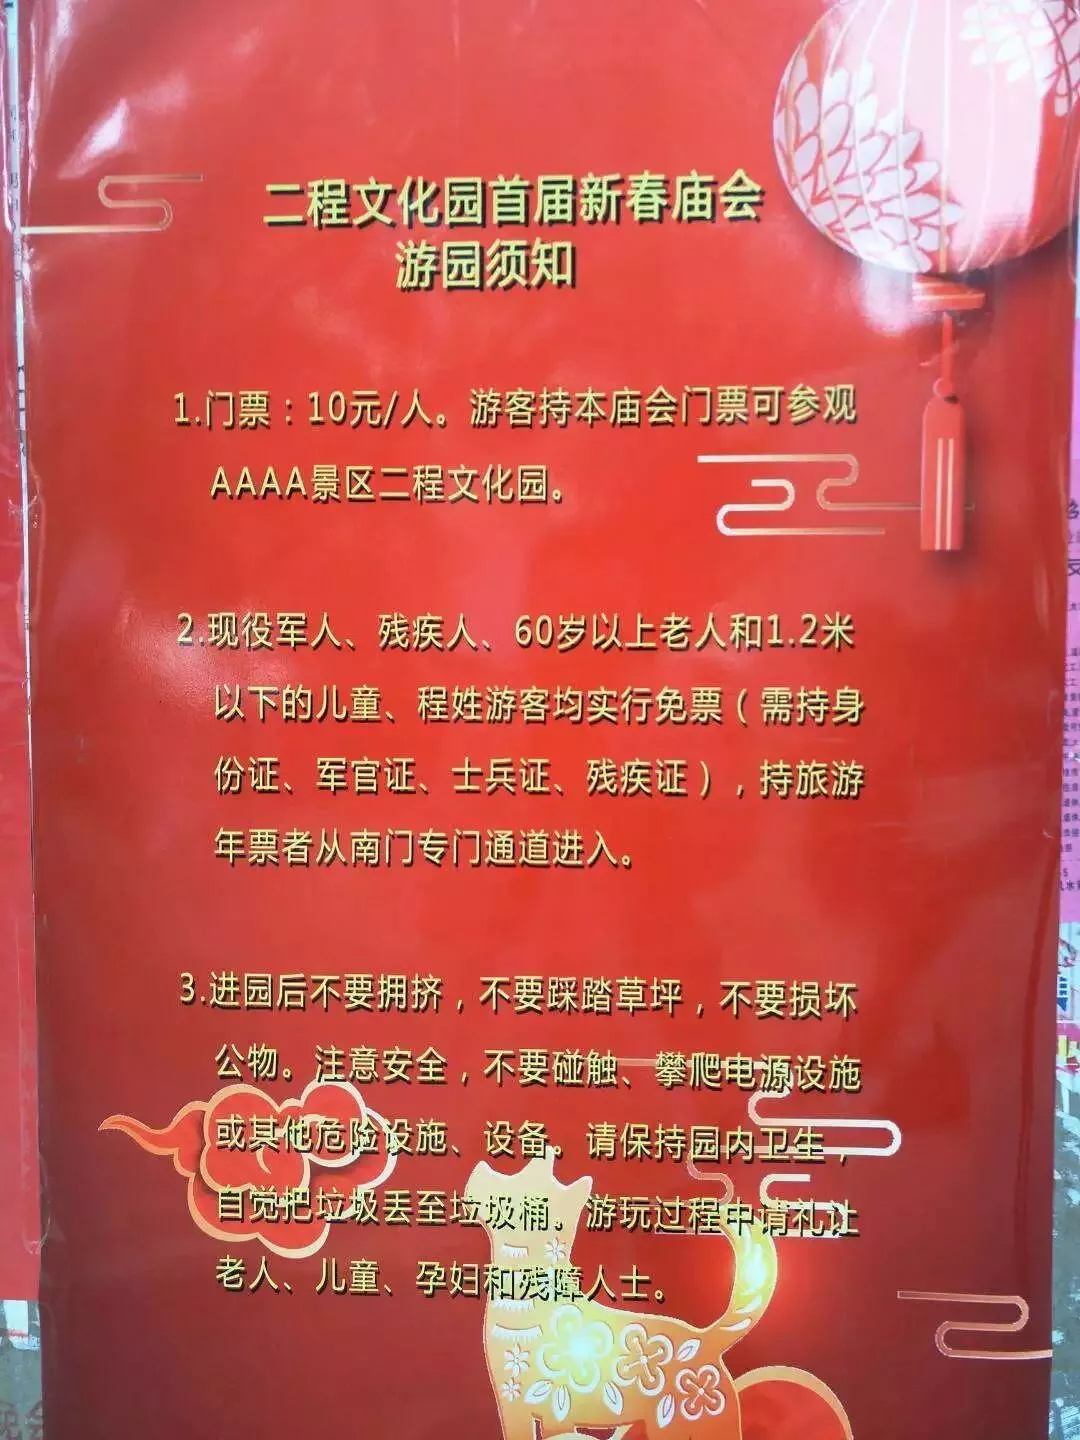 二程文化园首届新春庙会
游园须知
1.门票：10元/人。游客持本庙会门票可参观
AAAA景区二程文化园。
2.现役军人、残疾人、60岁以上老人和1.2米
以下的儿童、程姓游客均实行免票（需持身
份证、军官证、士兵证、残疾证），持旅游
年票者从南门专门通道进入。
3.进园后不要拥挤，不要踩踏草坪，不要损坏
公物。注意安全，不要碰触、攀爬电源设施
或其他危险设施、设备。请保持园内卫生，
自觉把垃圾丢至垃圾桶。游玩过程中请礼让
老人、儿童、孕妇和残障人士。